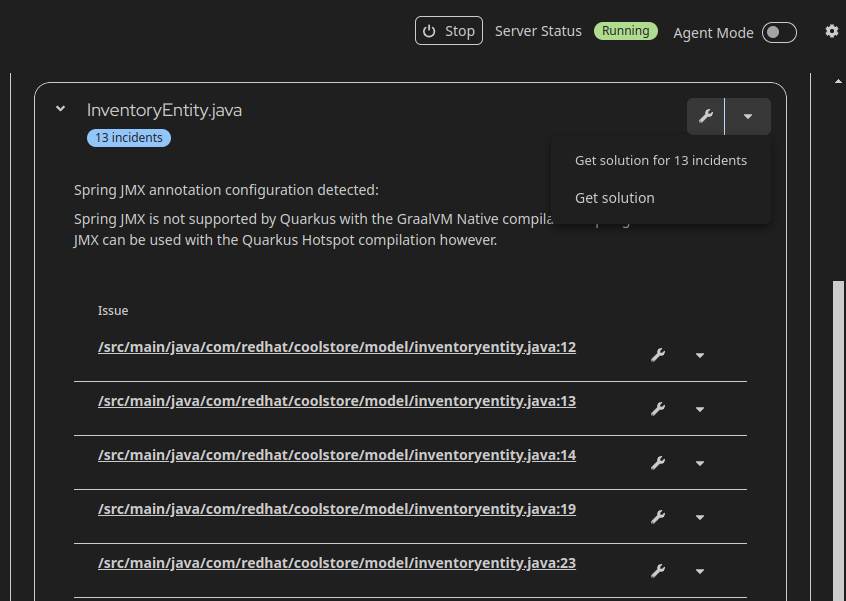 Stop
Server Status
Running
Agent Mode
InventoryEntity.java
13 incidents
Get solution for 13 incidents
Get solution
Spring JMX annotation configuration detected:
Spring JMX is not supported by Quarkus with the GraalVM Native
JMX can be used with the Quarkus Hotspot compilation however.
Issue
/src/main/java/com/redhat/coolstore/model/inventoryentity.java:12
/src/main/java/com/redhat/coolstore/model/inventoryentity.java:13
/src/main/java/com/redhat/coolstore/model/inventoryentity.java:14
/src/main/java/com/redhat/coolstore/model/inventoryentity.java:19
/src/main/java/com/redhat/coolstore/model/inventoryentity.java:23